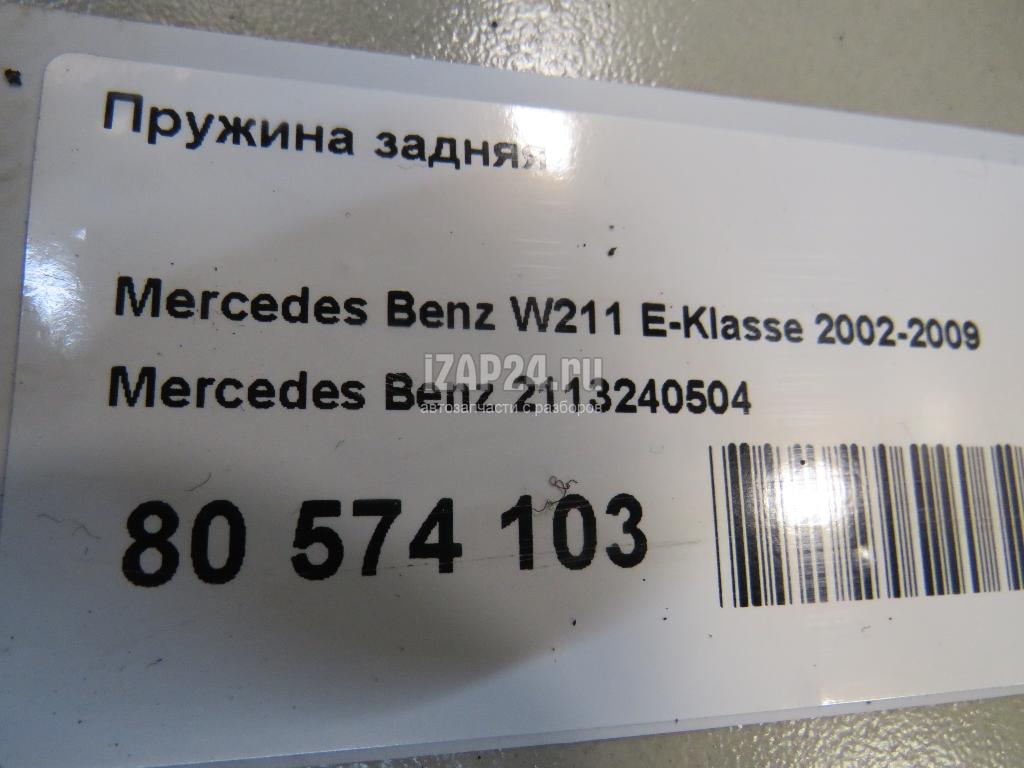 Пружина задняя
Mercedes Benz W211 E-Klasse 2002-2009
iZAP24.ru
Mercedes Benz 2113240504
автозапчасти с разборов
80 574 103